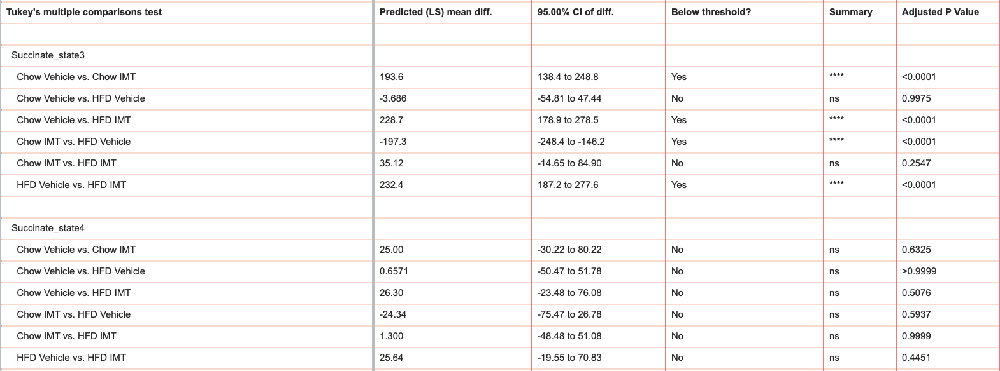 Tukey's multiple comparisons test Predicted (LS) mean diff. 95.00% CI of diff. Below threshold? Summary Adjusted P Value
Succinate_state3
Chow Vehicle vs. Chow IMT 193.6 138.4 to 248.8 Yes **** <0.0001
Chow Vehicle vs. HFD Vehicle -3.686 -54.81 to 47.44 No ns 0.9975
Chow Vehicle vs. HFD IMT 228.7 178.9 to 278.5 Yes **** <0.0001
Chow IMT vs. HFD Vehicle -197.3 -248.4 to -146.2 Yes **** <0.0001
Chow IMT vs. HFD IMT 35.12 -14.65 to 84.90 No ns 0.2547
HFD Vehicle vs. HFD IMT 232.4 187.2 to 277.6 Yes **** <0.0001
Succinate_state4
Chow Vehicle vs. Chow IMT 25.00 -30.22 to 80.22 No ns 0.6325
Chow Vehicle vs. HFD Vehicle 0.6571 -50.47 to 51.78 No ns >0.9999
Chow Vehicle vs. HFD IMT 26.30 -23.48 to 76.08 No ns 0.5076
Chow IMT vs. HFD Vehicle -24.34 -75.47 to 26.78 No ns 0.5937
Chow IMT vs. HFD IMT 1.300 -48.48 to 51.08 No ns 0.9999
HFD Vehicle vs. HFD IMT 25.64 -19.55 to 70.83 No ns 0.4451